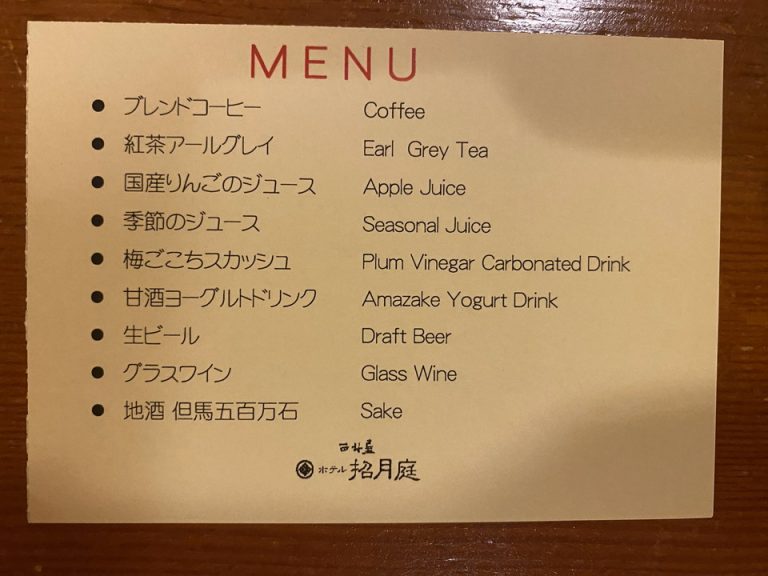 MENU
● ブレンドコーヒー Coffee
● 紅茶アールグレイ Earl Grey Tea
● 国産りんごのジュース Apple Juice
● 季節のジュース Seasonal Juice
● 梅ごこちスカッシュ Plum Vinegar Carbonated Drink
● 甘酒ヨーグルトドリンク Amazake Yogurt Drink
● 生ビール Draft Beer
● グラスワイン Glass Wine
● 地酒 但馬五百万石 Sake
西村屋
ホテル 招月庭